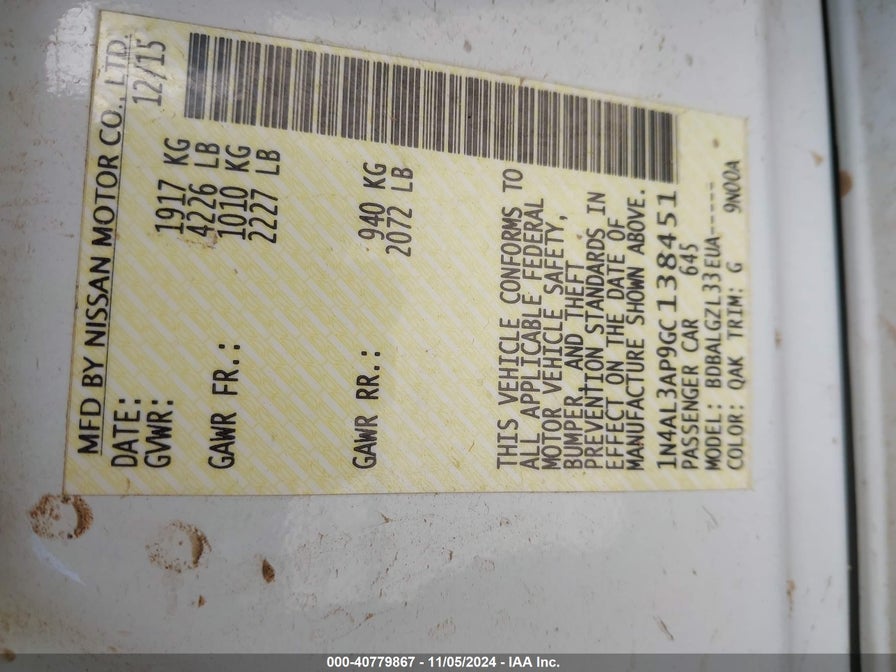 MFD BY NISSAN MOTOR CO., LTD.
DATE: 12/15
GVWR: 1917 KG
4226 LB
GAWR FR.: 1010 KG
2227 LB
GAWR RR.: 940 KG
2072 LB
THIS VEHICLE CONFORMS TO
ALL APPLICABLE FEDERAL
MOTOR VEHICLE SAFETY,
BUMPER AND THEFT
PREVENTION STANDARDS IN
EFFECT ON THE DATE OF
MANUFACTURE SHOWN ABOVE.
1N4AL3AP9GC138451
PASSENGER CAR 645
MODEL: BDBALGZL33EUA-----
COLOR: QAK TRIM: G 9N00A
000-40779867 - 11/05/2024 - IAA Inc.